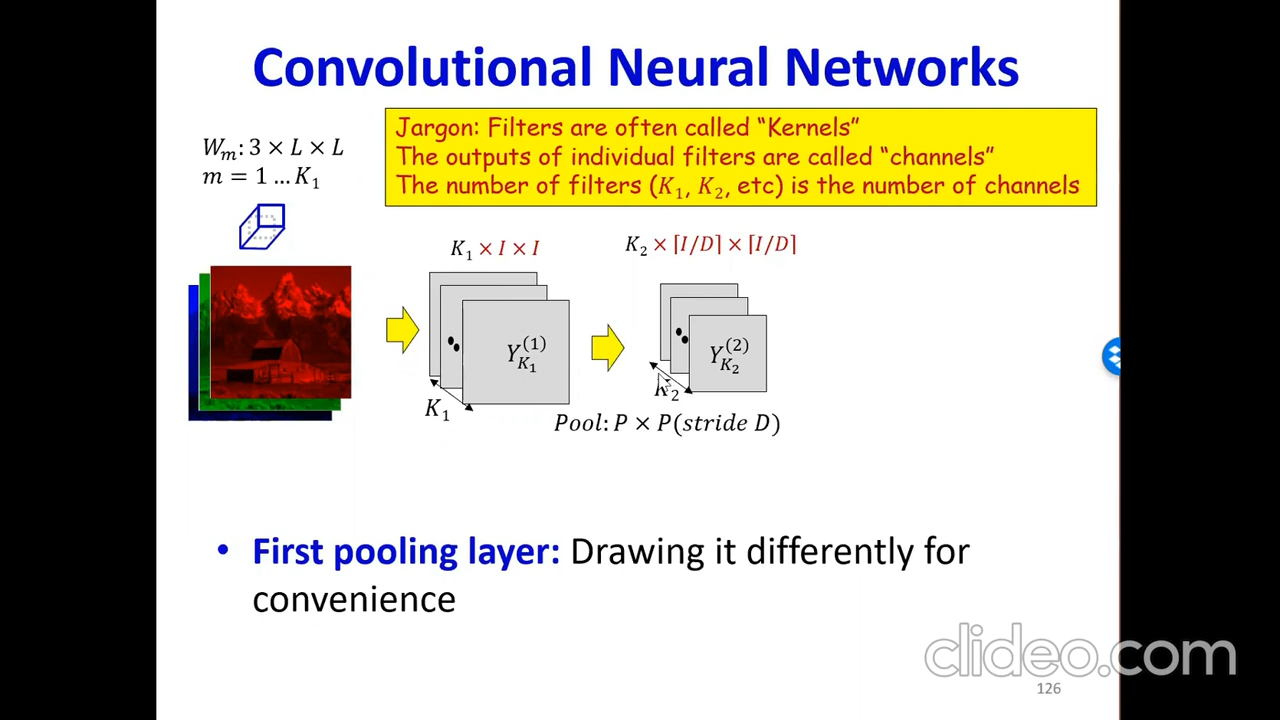 Convolutional Neural Networks
Jargon: Filters are often called “Kernels”
The outputs of individual filters are called “channels”
The number of filters (K₁, K₂, etc) is the number of channels
Wₘ: 3 × L × L
m = 1 … K₁
K₁ × I × I
K₂ × ⌈I/D⌉ × ⌈I/D⌉
Y_{K₁}^{(1)}
Y_{K₂}^{(2)}
K₁
K₂
Pool: P × P(stride D)
• First pooling layer: Drawing it differently for
convenience
clideo.com
126